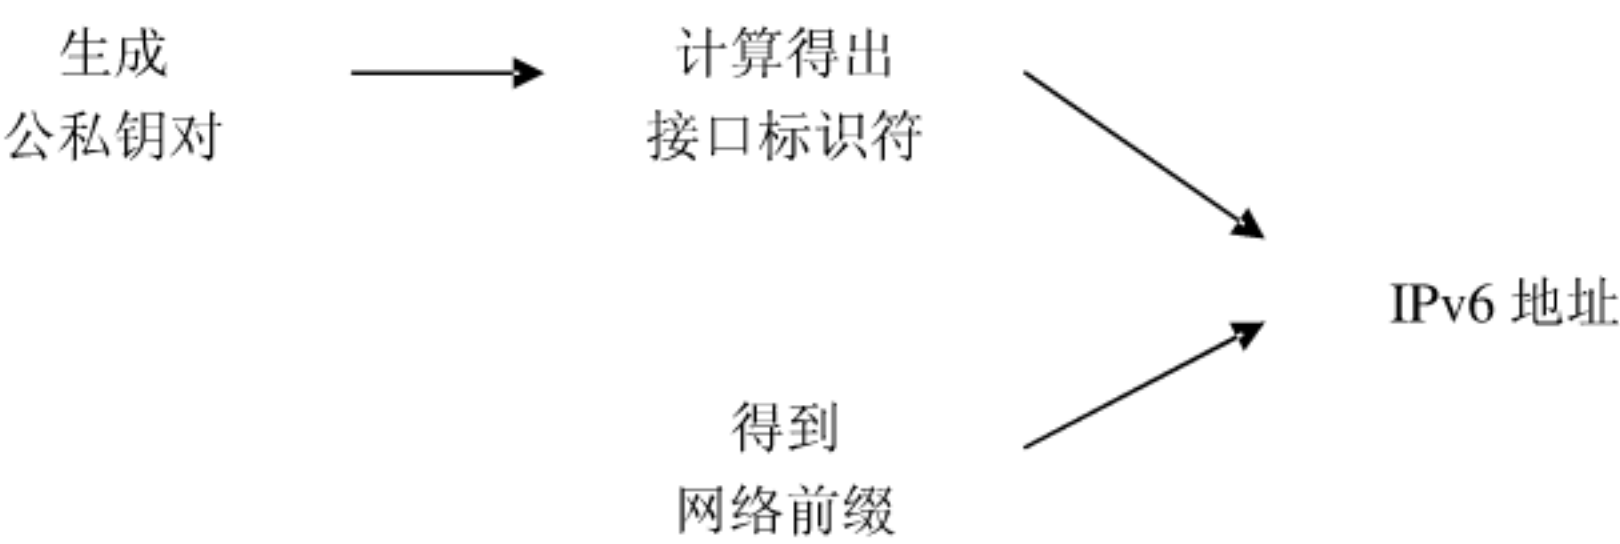 生成
公私钥对
计算得出
接口标识符
IPv6 地址
得到
网络前缀